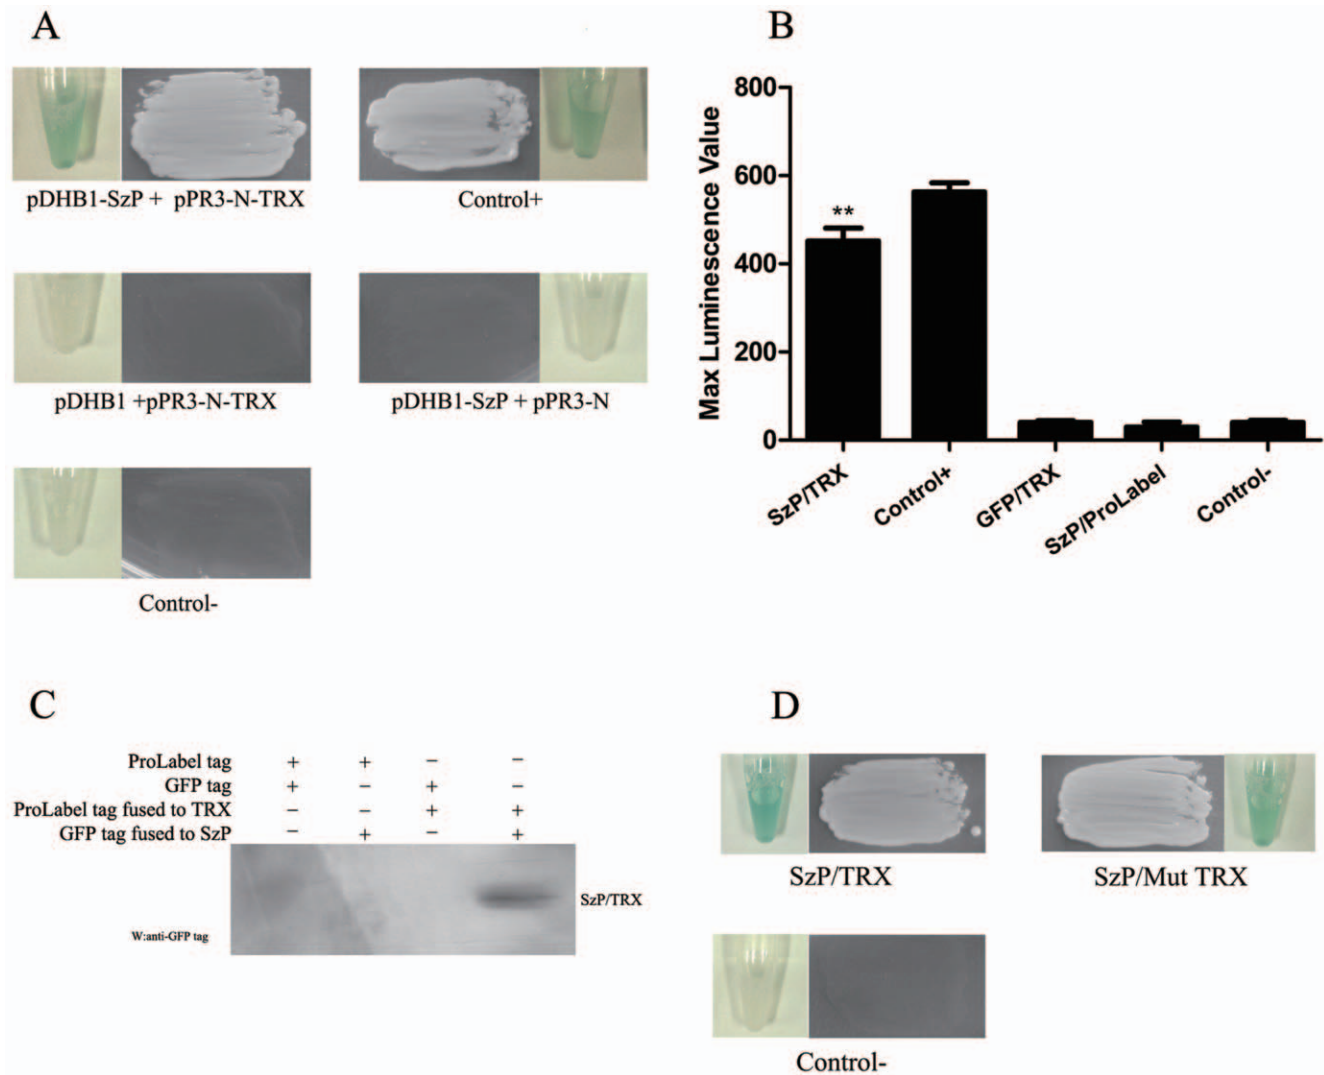 A
pDHB1-SzP + pPR3-N-TRX
Control+
pDHB1 +pPR3-N-TRX
pDHB1-SzP + pPR3-N
Control-
B
Max Luminescence Value
800
600
400
200
0
**
SzP/TRX
Control+
GFP/TRX
SzP/ProLabel
Control-
C
ProLabel tag + + – –
GFP tag + – + –
ProLabel tag fused to TRX – – + +
GFP tag fused to SzP – + – +
SzP/TRX
W:anti-GFP tag
D
SzP/TRX
SzP/Mut TRX
Control-